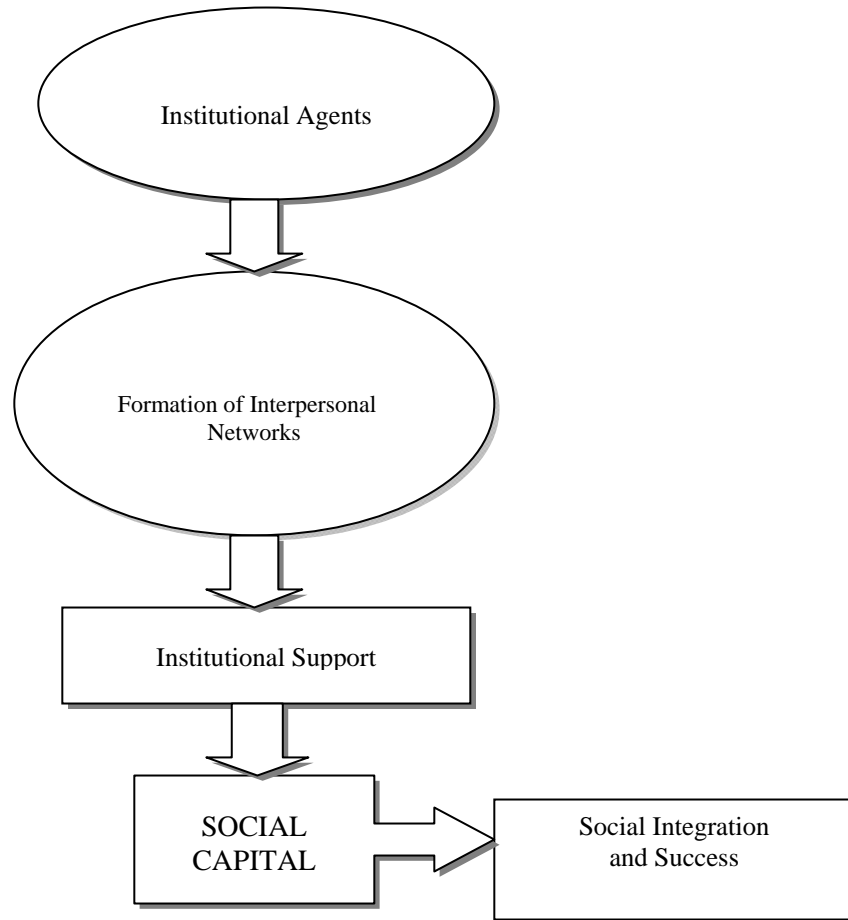 Institutional Agents
Formation of Interpersonal
Networks
Institutional Support
SOCIAL
CAPITAL
Social Integration
and Success